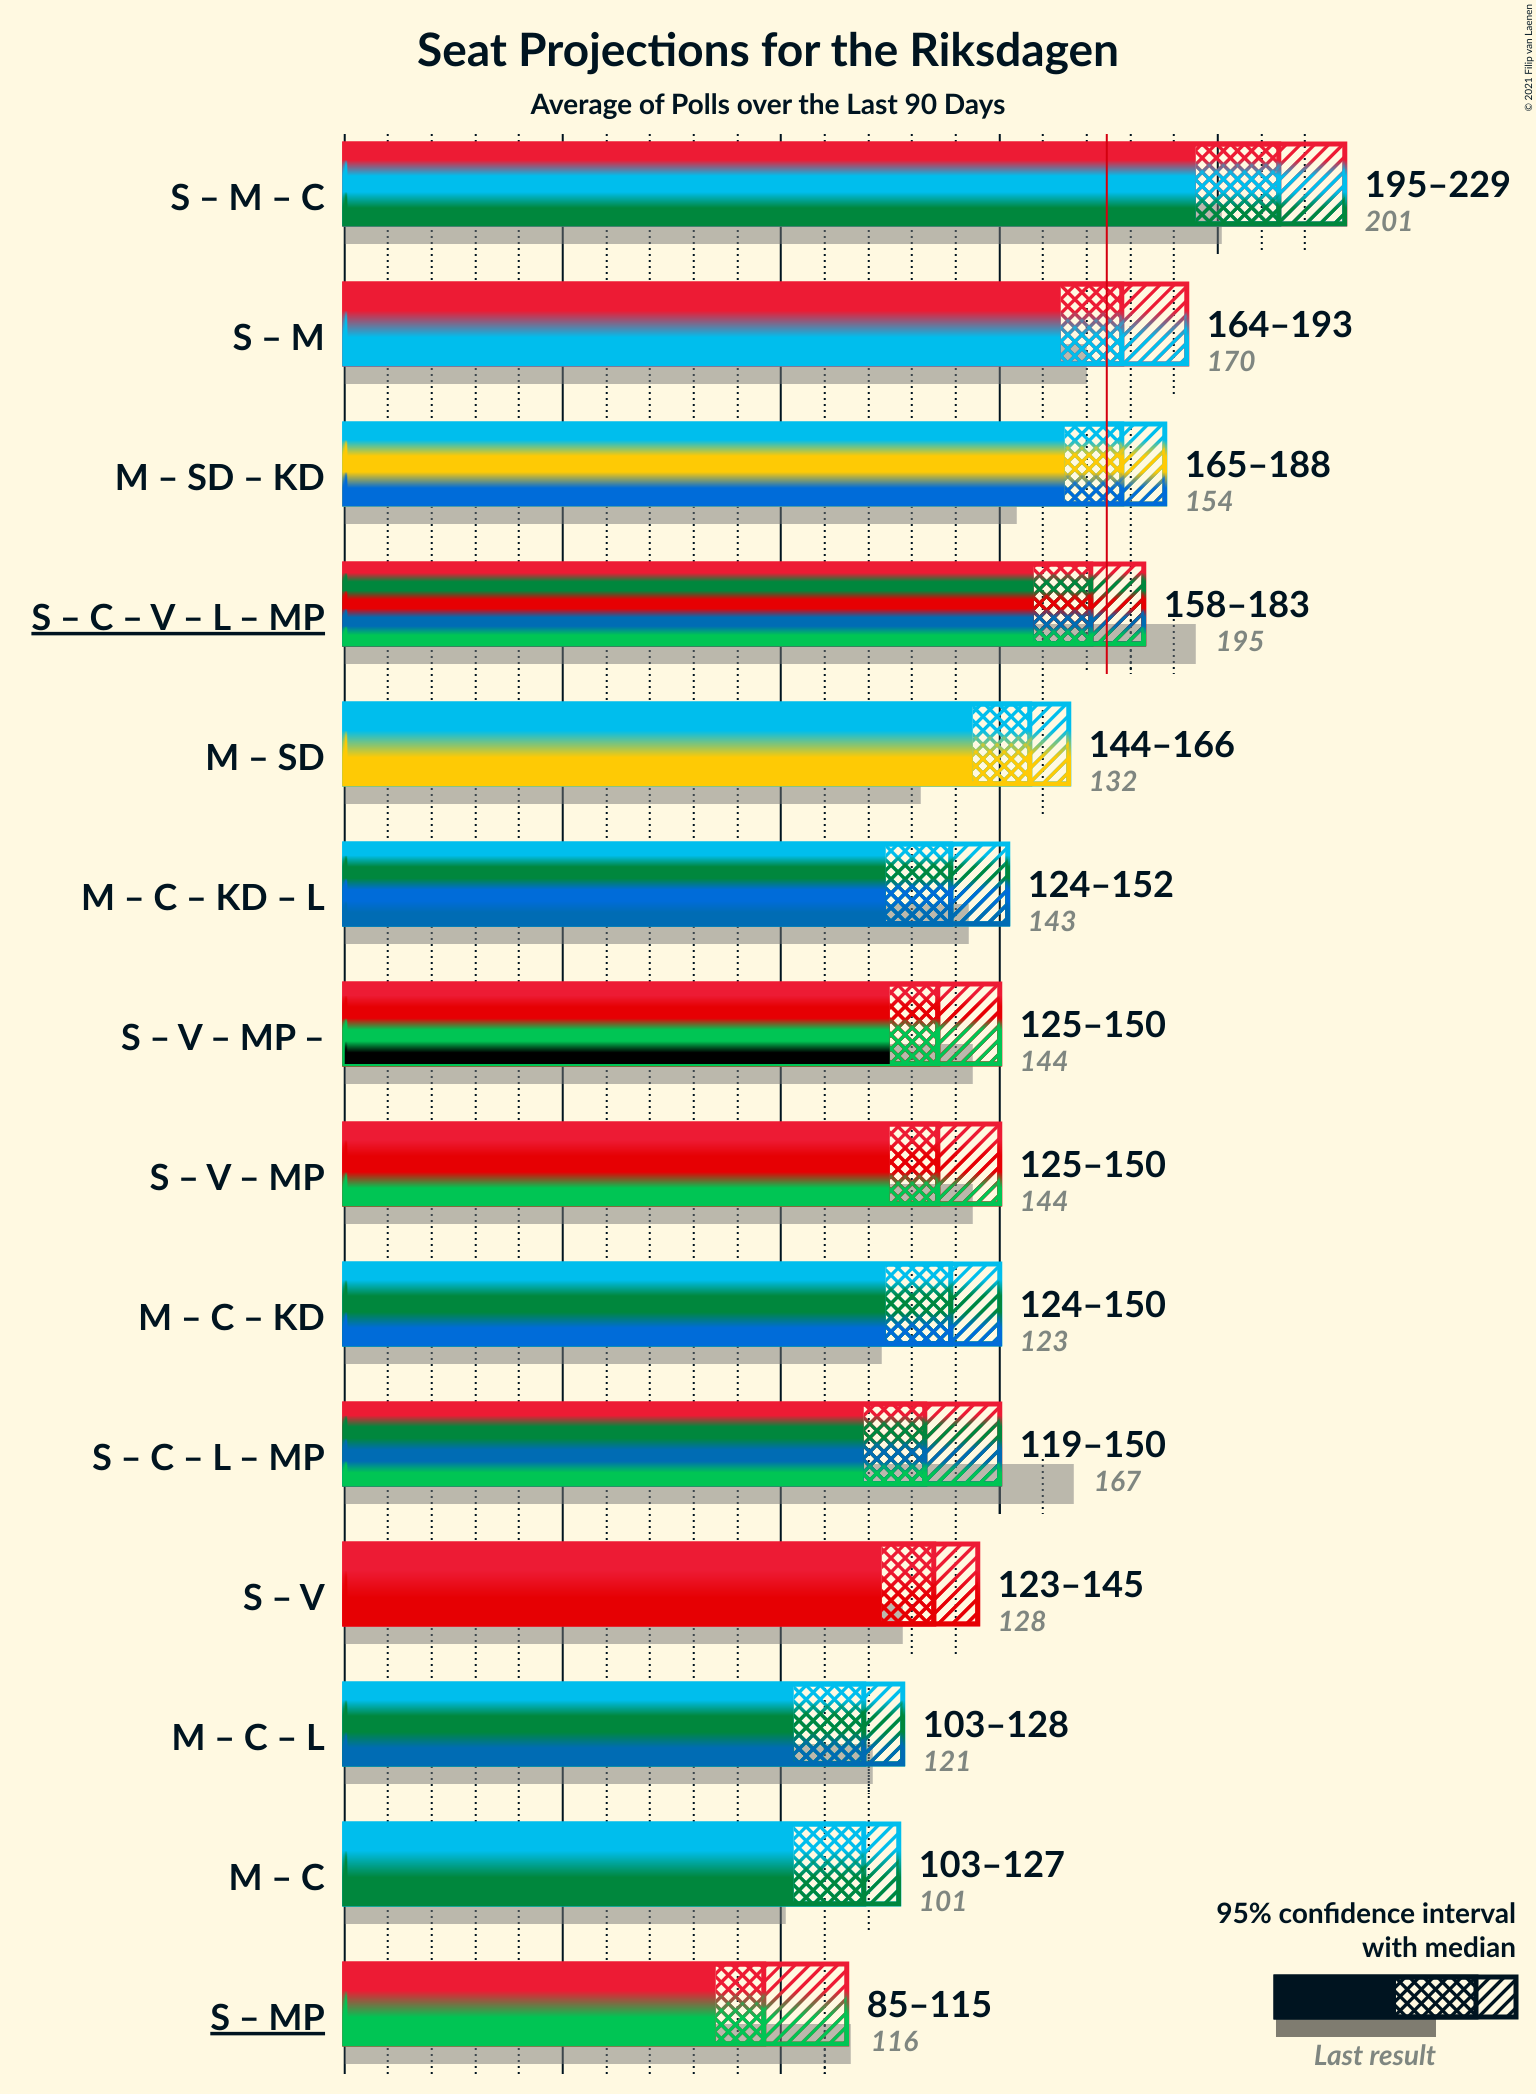 Seat Projections for the Riksdagen
Average of Polls over the Last 90 Days
© 2021 Filip van Laenen
S – M – C
195–229
201
S – M
164–193
170
M – SD – KD
165–188
154
S – C – V – L – MP
158–183
195
M – SD
144–166
132
M – C – KD – L
124–152
143
S – V – MP –
125–150
144
S – V – MP
125–150
144
M – C – KD
124–150
123
S – C – L – MP
119–150
167
S – V
123–145
128
M – C – L
103–128
121
M – C
103–127
101
S – MP
85–115
116
95% confidence interval
with median
Last result